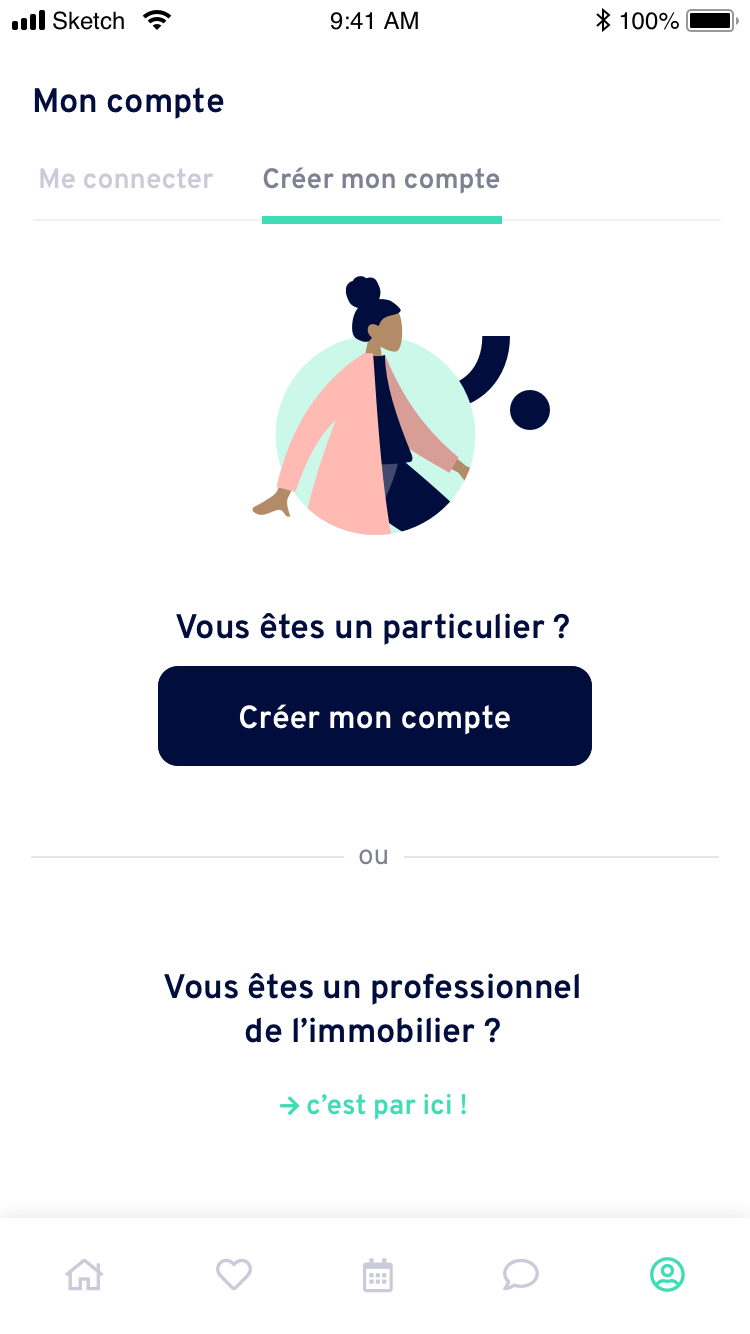 Sketch 9:41 AM 100%
Mon compte
Me connecter Créer mon compte
Vous êtes un particulier ?
Créer mon compte
ou
Vous êtes un professionnel
de l’immobilier ?
→ c’est par ici !